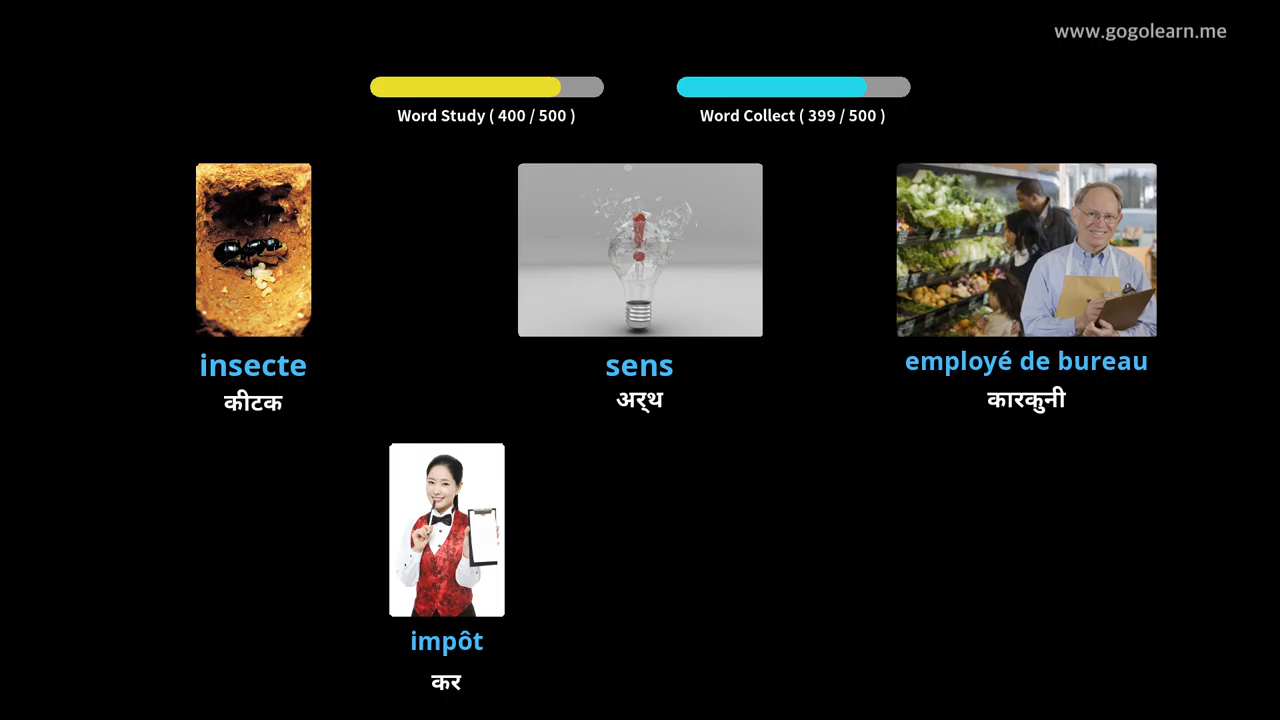 www.gogolearn.me
Word Study ( 400 / 500 )
Word Collect ( 399 / 500 )
insecte
कीटक
sens
अर्थ
employé de bureau
कारकुनी
impôt
कर